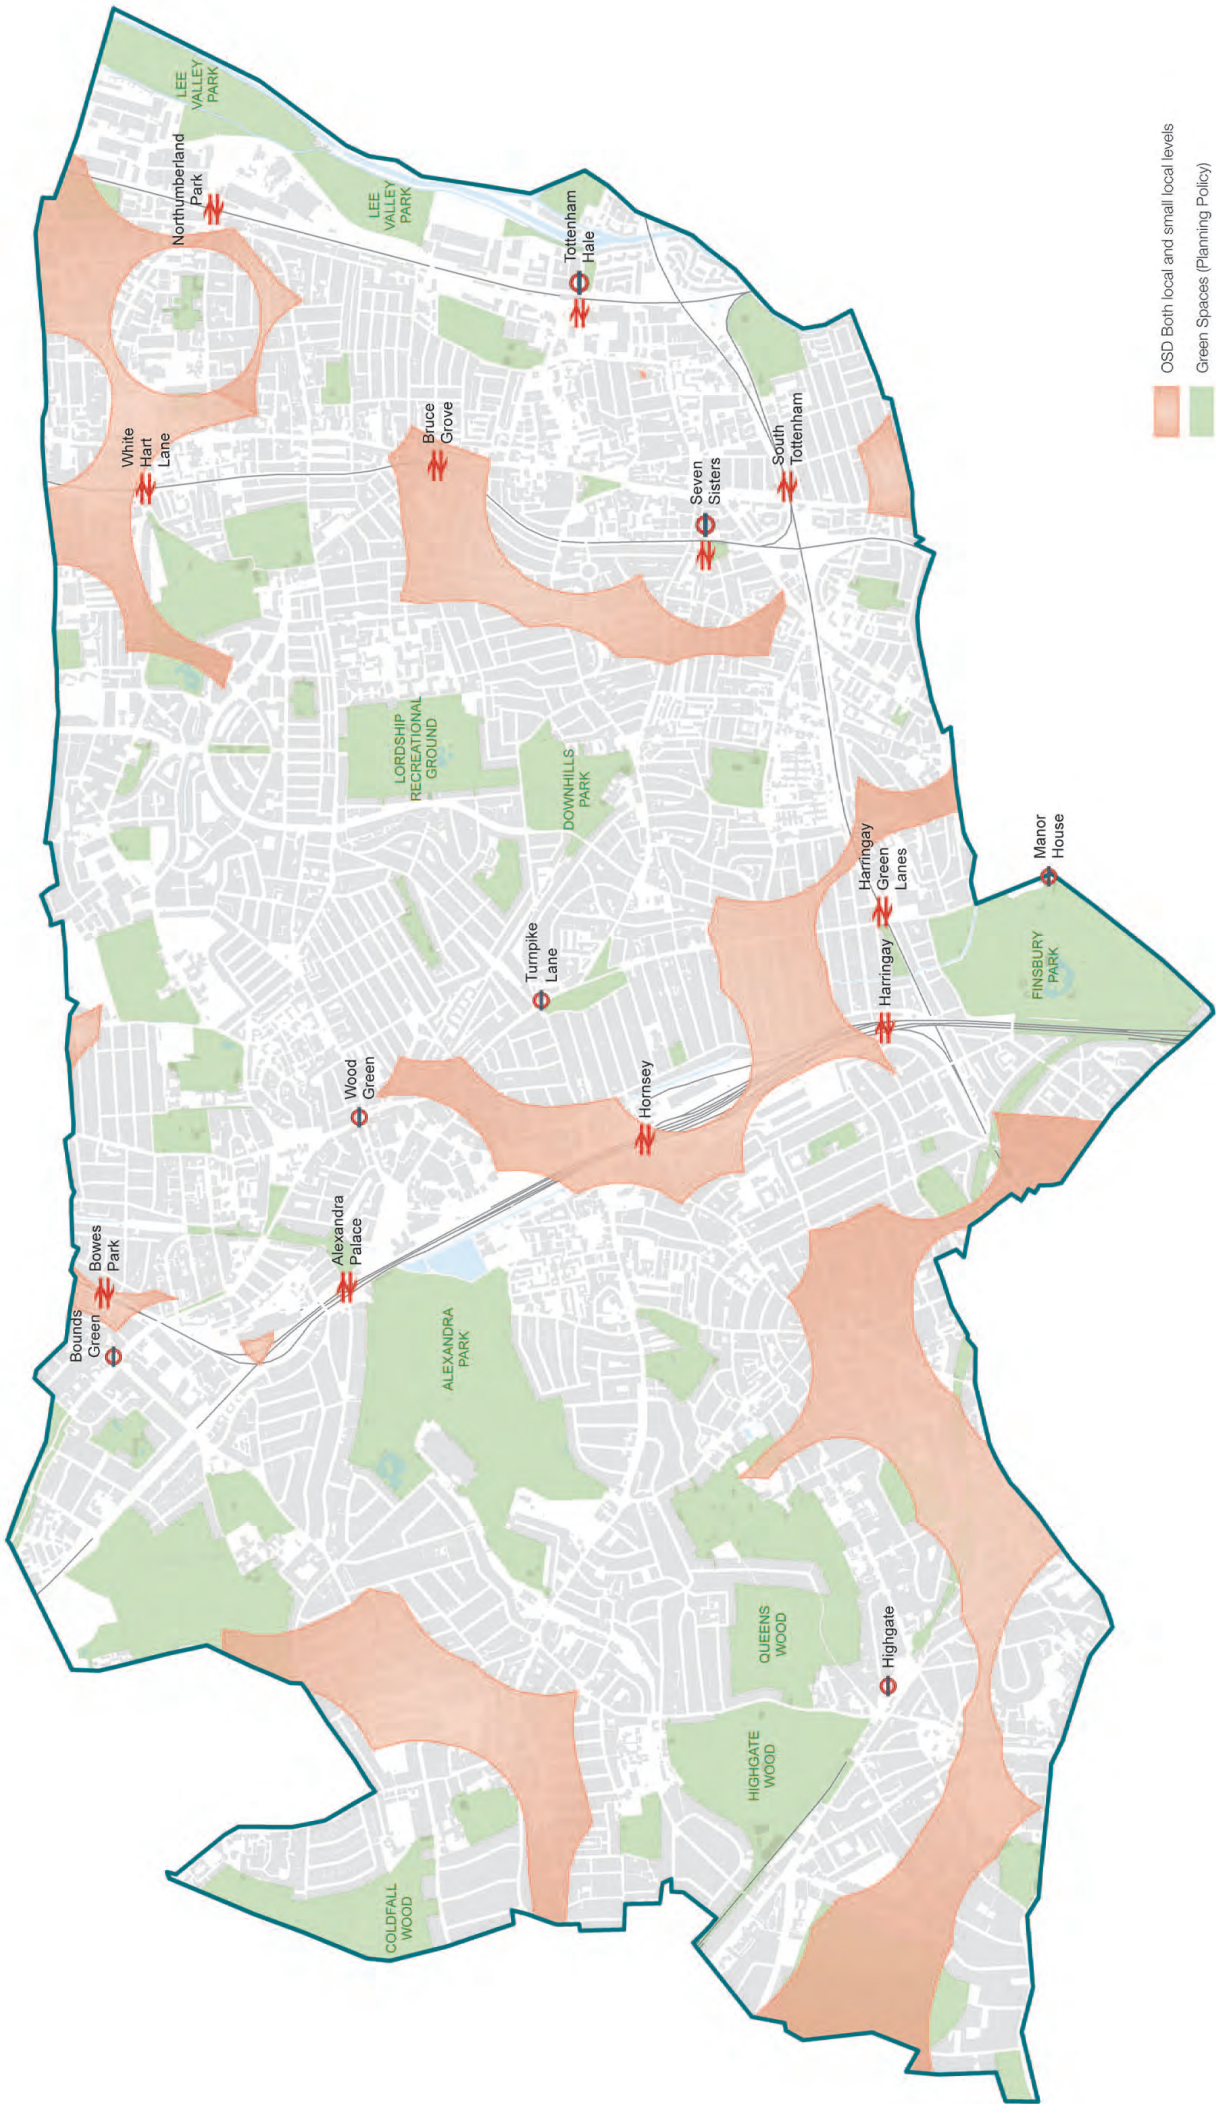 LEE
VALLEY
PARK
Northumberland
Park
LEE
VALLEY
PARK
Tottenham
Hale
White
Hart
Lane
Bruce
Grove
Seven
Sisters
South
Tottenham
LORDSHIP
RECREATIONAL
GROUND
DOWNHILLS
PARK
Turnpike
Lane
Harringay
Green
Lanes
Harringay
Manor
House
FINSBURY
PARK
Wood
Green
Hornsey
Alexandra
Palace
Bowes
Park
Bounds
Green
ALEXANDRA
PARK
QUEENS
WOOD
Highgate
HIGHGATE
WOOD
COLDFALL
WOOD
OSD Both local and small local levels
Green Spaces (Planning Policy)